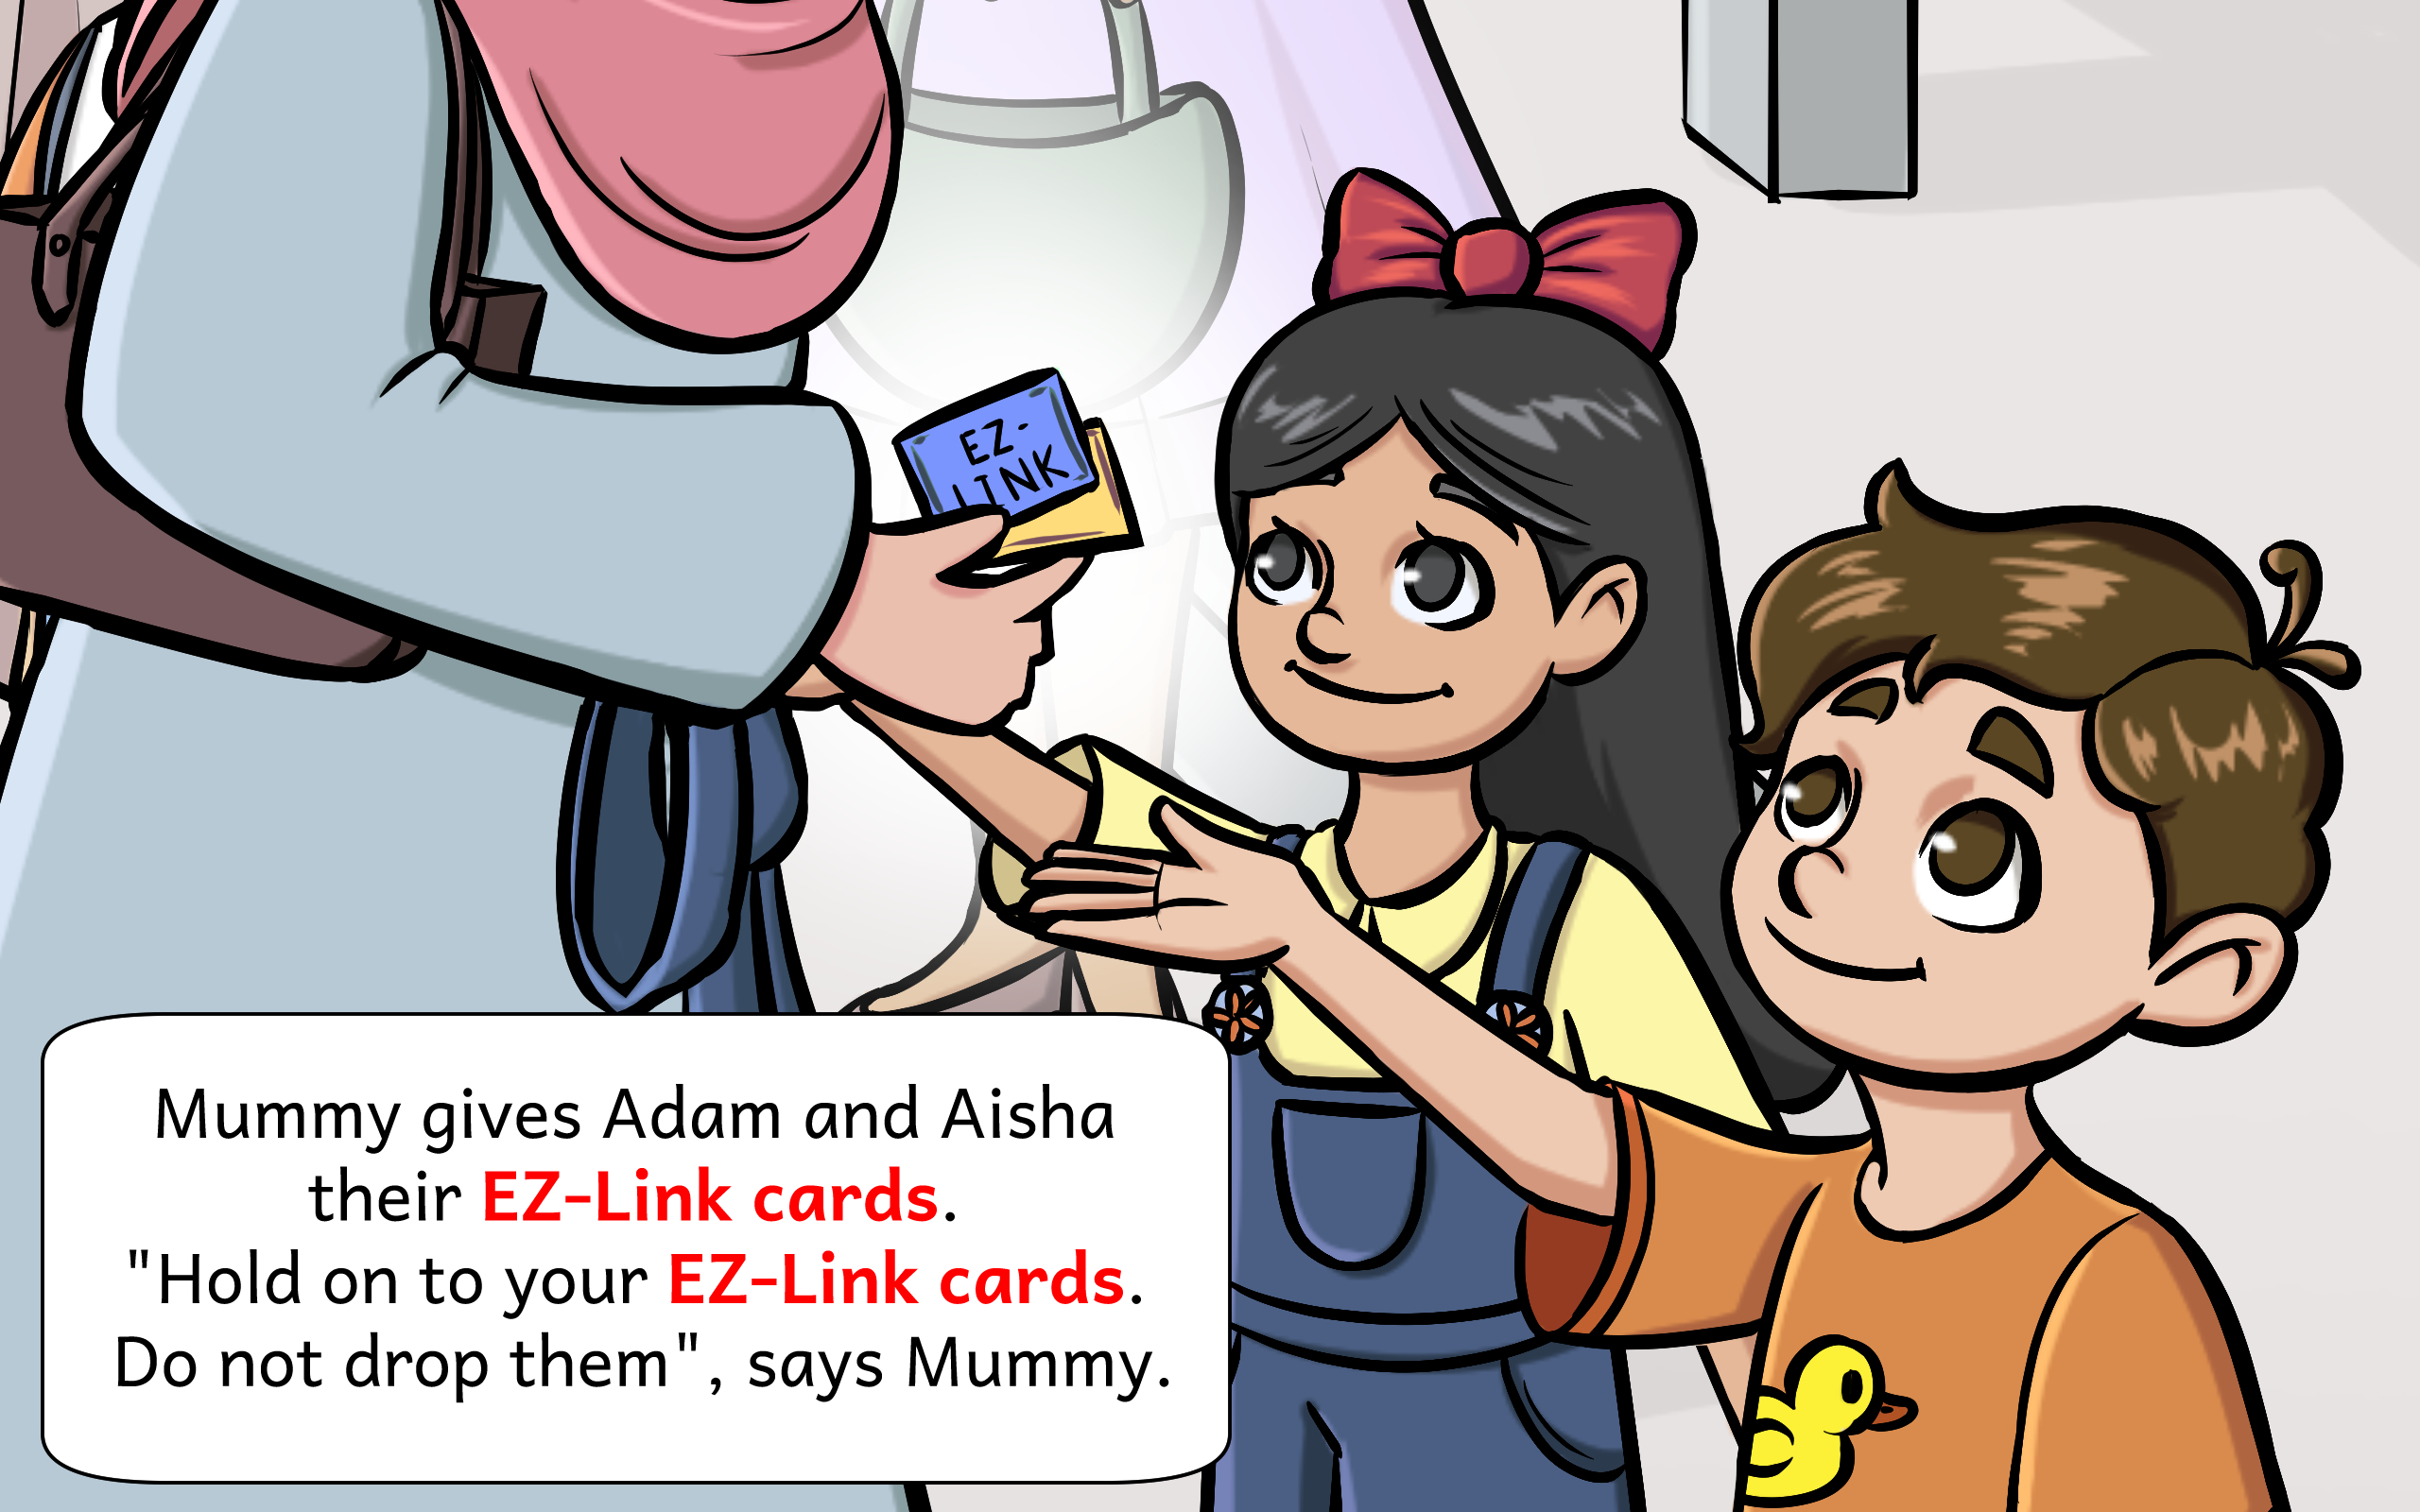 EZ-
LINK
Mummy gives Adam and Aisha
their EZ-Link cards.
"Hold on to your EZ-Link cards.
Do not drop them", says Mummy.